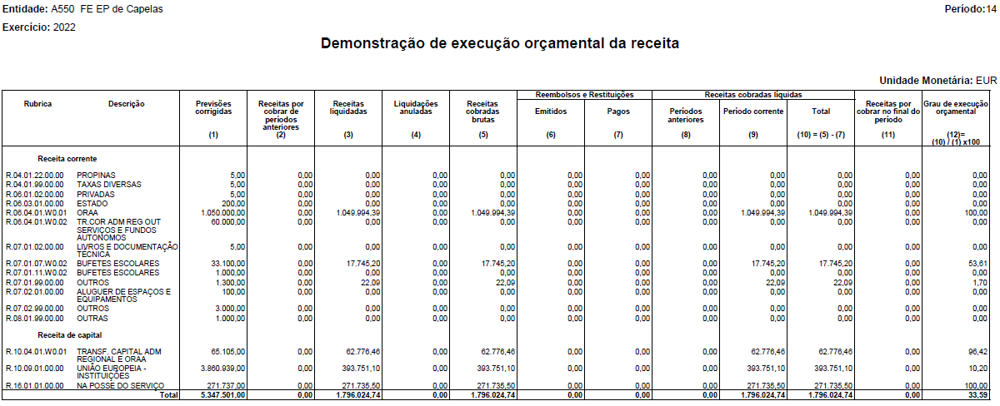 Entidade: A550 FE EP de Capelas Período:14
Exercício: 2022
Demonstração de execução orçamental da receita
Unidade Monetária: EUR
Rubrica Descrição Previsões corrigidas (1) Receitas por cobrar de períodos anteriores (2) Receitas liquidadas (3) Liquidações anuladas (4) Receitas cobradas brutas (5) Reembolsos e Restituições Emitidos (6) Pagos (7) Receitas cobradas líquidas Períodos anteriores (8) Período corrente (9) Total (10) = (5) - (7) Receitas por cobrar no final do período (11) Grau de execução orçamental (12)= (10) / (1) x100
Receita corrente
R.04.01.22.00.00 PROPINAS 5,00 0,00 0,00 0,00 0,00 0,00 0,00 0,00 0,00 0,00 0,00 0,00
R.04.01.99.00.00 TAXAS DIVERSAS 5,00 0,00 0,00 0,00 0,00 0,00 0,00 0,00 0,00 0,00 0,00 0,00
R.06.01.02.00.00 PRIVADAS 5,00 0,00 0,00 0,00 0,00 0,00 0,00 0,00 0,00 0,00 0,00 0,00
R.06.03.01.00.00 ESTADO 200,00 0,00 0,00 0,00 0,00 0,00 0,00 0,00 0,00 0,00 0,00 0,00
R.06.04.01.W0.01 ORAA 1.050.000,00 0,00 1.049.994,39 0,00 1.049.994,39 0,00 0,00 0,00 1.049.994,39 1.049.994,39 0,00 100,00
R.06.04.01.W0.02 TR.COR ADM REG OUT 60.000,00 0,00 0,00 0,00 0,00 0,00 0,00 0,00 0,00 0,00 0,00 0,00
SERVIÇOS E FUNDOS
AUTONOMOS
R.07.01.02.00.00 LIVROS E DOCUMENTAÇÃO 5,00 0,00 0,00 0,00 0,00 0,00 0,00 0,00 0,00 0,00 0,00 0,00
TÉCNICA
R.07.01.07.W0.02 BUFETES ESCOLARES 33.100,00 0,00 17.745,20 0,00 17.745,20 0,00 0,00 0,00 17.745,20 17.745,20 0,00 53,61
R.07.01.11.W0.02 BUFETES ESCOLARES 1.000,00 0,00 0,00 0,00 0,00 0,00 0,00 0,00 0,00 0,00 0,00 0,00
R.07.01.99.00.00 OUTROS 1.300,00 0,00 22,09 0,00 22,09 0,00 0,00 0,00 22,09 22,09 0,00 1,70
R.07.02.01.00.00 ALUGUER DE ESPAÇOS E 100,00 0,00 0,00 0,00 0,00 0,00 0,00 0,00 0,00 0,00 0,00 0,00
EQUIPAMENTOS
R.07.02.99.00.00 OUTROS 3.000,00 0,00 0,00 0,00 0,00 0,00 0,00 0,00 0,00 0,00 0,00 0,00
R.08.01.99.00.00 OUTRAS 1.000,00 0,00 0,00 0,00 0,00 0,00 0,00 0,00 0,00 0,00 0,00 0,00
Receita de capital
R.10.04.01.W0.01 TRANSF. CAPITAL ADM 65.105,00 0,00 62.776,46 0,00 62.776,46 0,00 0,00 0,00 62.776,46 62.776,46 0,00 96,42
REGIONAL E ORAA
R.10.09.01.00.00 UNIÃO EUROPEIA - 3.860.939,00 0,00 393.751,10 0,00 393.751,10 0,00 0,00 0,00 393.751,10 393.751,10 0,00 10,20
INSTITUIÇÕES
R.16.01.01.00.00 NA POSSE DO SERVIÇO 271.737,00 0,00 271.735,50 0,00 271.735,50 0,00 0,00 0,00 271.735,50 271.735,50 0,00 100,00
Total 5.347.501,00 0,00 1.796.024,74 0,00 1.796.024,74 0,00 0,00 0,00 1.796.024,74 1.796.024,74 0,00 33,59